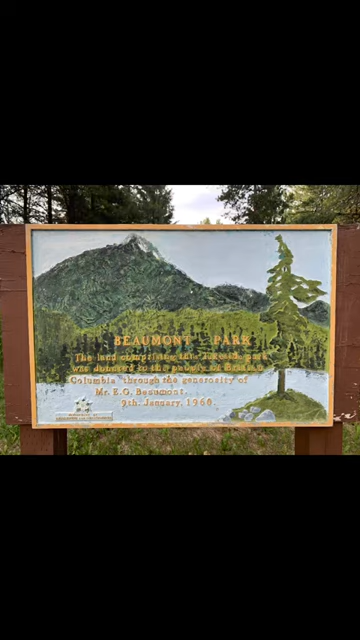 BEAUMONT PARK
The land comprising this lakeside park
was donated to the people of British
Columbia through the generosity of
Mr. E.G. Beaumont.
9th. January, 1960.